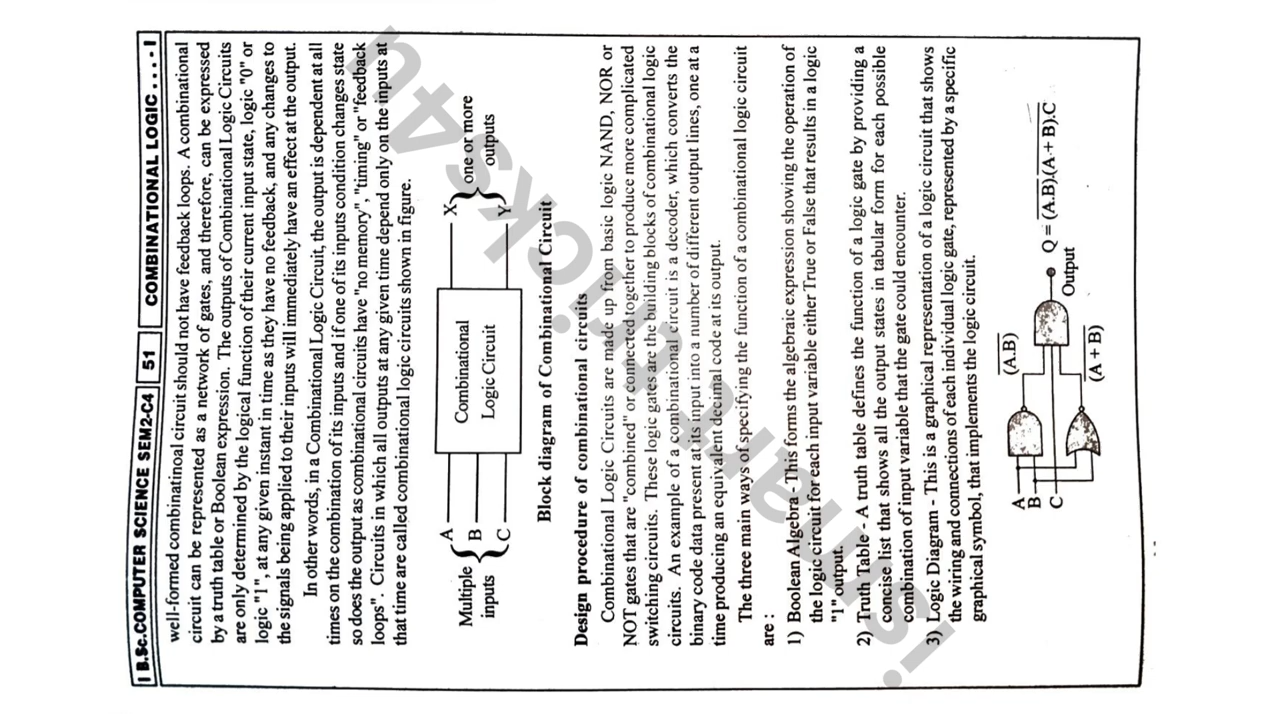 I B.Sc.COMPUTER SCIENCE SEM2-C4 51 COMBINATIONAL LOGIC ....- I
well-formed combinatinoal circuit should not have feedback loops. A combinational
circuit can be represented as a network of gates, and therefore, can be expressed
by a truth table or Boolean expression. The outputs of Combinational Logic Circuits
are only determined by the logical function of their current input state, logic "0" or
logic "1", at any given instant in time as they have no feedback, and any changes to
the signals being applied to their inputs will immediately have an effect at the output.
In other words, in a Combinational Logic Circuit, the output is dependent at all
times on the combination of its inputs and if one of its inputs condition changes state
so does the output as combinational circuits have "no memory", "timing" or "feedback
loops". Circuits in which all outputs at any given time depend only on the inputs at
that time are called combinational logic circuits shown in figure.
Multiple
inputs
A
B
C
Combinational
Logic Circuit
X
Y
one or more
outputs
Block diagram of Combinational Circuit
Design procedure of combinational circuits
Combinational Logic Circuits are made up from basic logic NAND, NOR or
NOT gates that are "combined" or connected together to produce more complicated
switching circuits. These logic gates are the building blocks of combinational logic
circuits. An example of a combinational circuit is a decoder, which converts the
binary code data present at its input into a number of different output lines, one at a
time producing an equivalent decimal code at its output.
The three main ways of specifying the function of a combinational logic circuit
are :
1) Boolean Algebra - This forms the algebraic expression showing the operation of
the logic circuit for each input variable either True or False that results in a logic
"1" output.
2) Truth Table - A truth table defines the function of a logic gate by providing a
concise list that shows all the output states in tabular form for each possible
combination of input variable that the gate could encounter.
3) Logic Diagram - This is a graphical representation of a logic circuit that shows
the wiring and connections of each individual logic gate, represented by a specific
graphical symbol, that implements the logic circuit.
A
B
C
(A.B)
(A + B)
Output
Q = (A.B).(A + B).C
ismarttricks4u